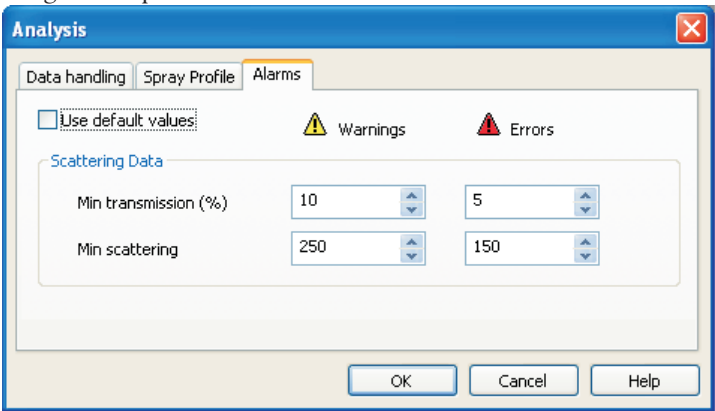 Analysis
Data handling Spray Profile Alarms
Use default values Warnings Errors
Scattering Data
Min transmission (%) 10 5
Min scattering 250 150
OK Cancel Help